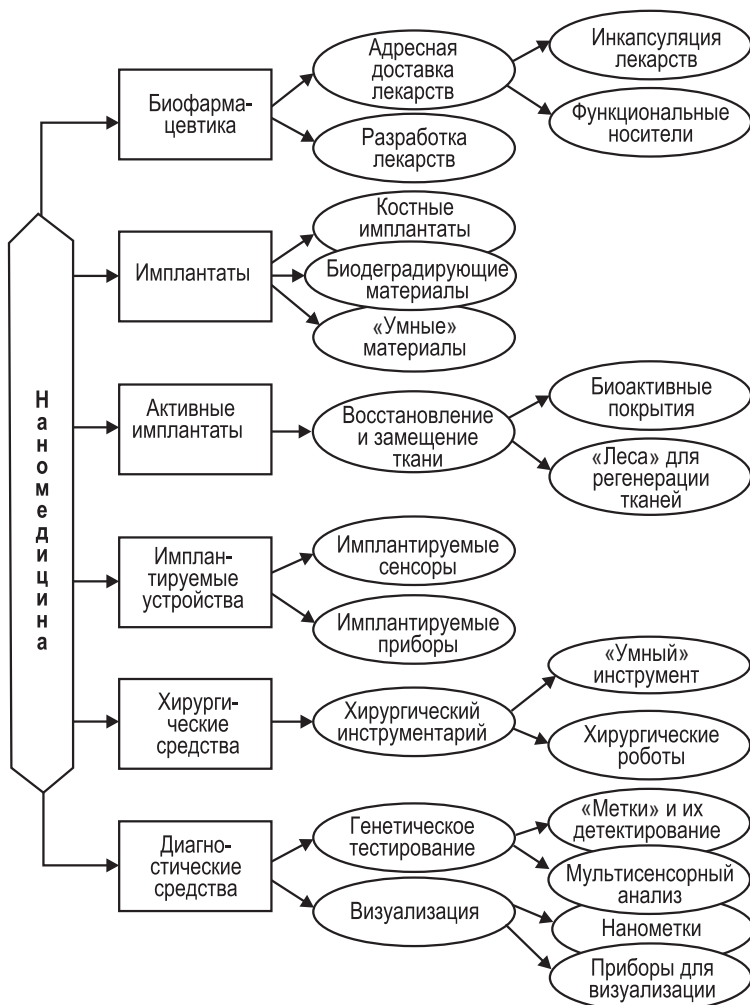 Наномедицина
Биофарма-
цевтика
Адресная
доставка
лекарств
Инкапсуляция
лекарств
Функциональные
носители
Разработка
лекарств
Имплантаты
Костные
имплантаты
Биодеградирующие
материалы
«Умные»
материалы
Активные
имплантаты
Восстановление
и замещение
ткани
Биоактивные
покрытия
«Леса» для
регенерации
тканей
Имплан-
тируемые
устройства
Имплантируемые
сенсоры
Имплантируемые
приборы
Хирурги-
ческие
средства
Хирургический
инструментарий
«Умный»
инструмент
Хирургические
роботы
Диагно-
стические
средства
Генетическое
тестирование
«Метки» и их
детектирование
Мультисенсорный
анализ
Визуализация
Нанометки
Приборы для
визуализации